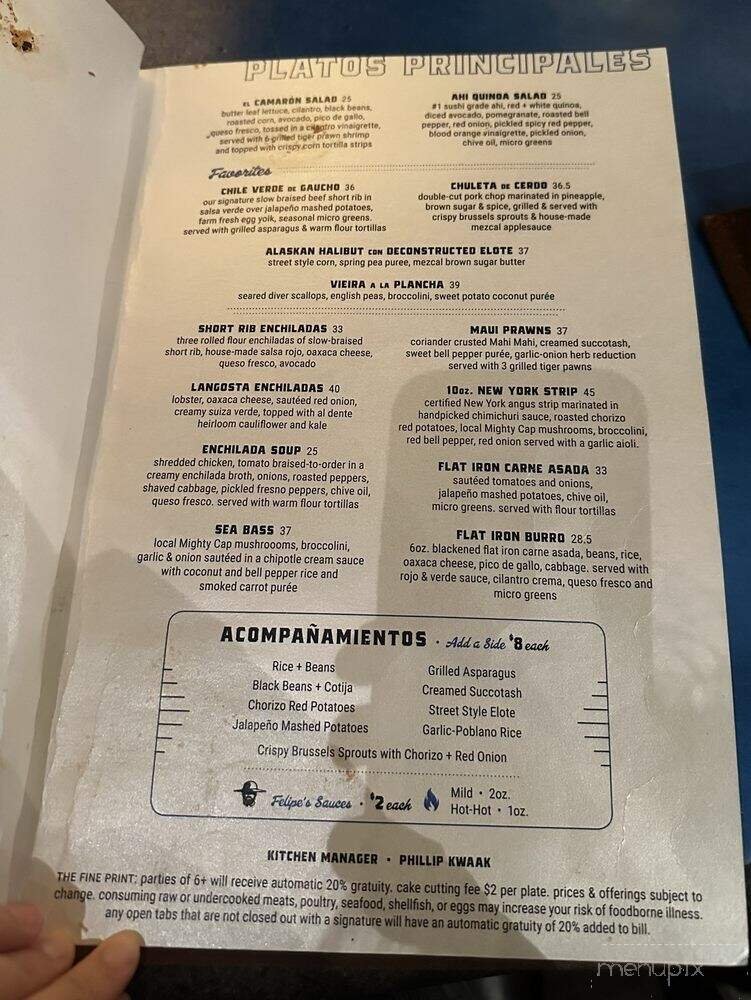 PLATOS PRINCIPALES
EL CAMARÓN SALAD 25
butter leaf lettuce, cilantro, black beans,
roasted corn, avocado, pico de gallo,
queso fresco, tossed in a cilantro vinaigrette,
served with 6 grilled tiger prawn shrimp
and topped with crispy corn tortilla strips
AHI QUINOA SALAD 25
#1 sushi grade ahi, red + white quinoa,
diced avocado, pomegranate, roasted bell
pepper, red onion, pickled spicy red pepper,
blood orange vinaigrette, pickled onion,
chive oil, micro greens
Favorites
CHILE VERDE DE GAUCHO 36
our signature slow braised beef short rib in
salsa verde over jalapeño mashed potatoes,
farm fresh egg yolk, seasonal micro greens.
served with grilled asparagus & warm flour tortillas
CHULETA DE CERDO 36.5
double-cut pork chop marinated in pineapple,
brown sugar & spice, grilled & served with
crispy brussels sprouts & house-made
mezcal applesauce
ALASKAN HALIBUT CON DECONSTRUCTED ELOTE 37
street style corn, spring pea puree, mezcal brown sugar butter
VIEIRA A LA PLANCHA 39
seared diver scallops, english peas, broccolini, sweet potato coconut purée
SHORT RIB ENCHILADAS 33
three rolled flour enchiladas of slow-braised
short rib, house-made salsa rojo, oaxaca cheese,
queso fresco, avocado
LANGOSTA ENCHILADAS 40
lobster, oaxaca cheese, sautéed red onion,
creamy suiza verde, topped with al dente
heirloom cauliflower and kale
ENCHILADA SOUP 25
shredded chicken, tomato braised-to-order in a
creamy enchilada broth, onions, roasted peppers,
shaved cabbage, pickled fresno peppers, chive oil,
queso fresco. served with warm flour tortillas
SEA BASS 37
local Mighty Cap mushroooms, broccolini,
garlic & onion sautéed in a chipotle cream sauce
with coconut and bell pepper rice and
smoked carrot purée
MAUI PRAWNS 37
coriander crusted Mahi Mahi, creamed succotash,
sweet bell pepper purée, garlic-onion herb reduction
served with 3 grilled tiger pawns
10oz. NEW YORK STRIP 45
certified New York angus strip marinated in
handpicked chimichuri sauce, roasted chorizo
red potatoes, local Mighty Cap mushrooms, broccolini,
red bell pepper, red onion served with a garlic aioli.
FLAT IRON CARNE ASADA 33
sautéed tomatoes and onions,
jalapeño mashed potatoes, chive oil,
micro greens. served with flour tortillas
FLAT IRON BURRO 28.5
6oz. blackened flat iron carne asada, beans, rice,
oaxaca cheese, pico de gallo, cabbage. served with
rojo & verde sauce, cilantro crema, queso fresco and
micro greens
ACOMPAÑAMIENTOS • Add a Side $8 each
Rice + Beans
Black Beans + Cotija
Chorizo Red Potatoes
Jalapeño Mashed Potatoes
Grilled Asparagus
Creamed Succotash
Street Style Elote
Garlic-Poblano Rice
Crispy Brussels Sprouts with Chorizo + Red Onion
Felipe's Sauces • $2 each
Mild • 2oz.
Hot-Hot • 1oz.
KITCHEN MANAGER • PHILLIP KWAAK
THE FINE PRINT: parties of 6+ will receive automatic 20% gratuity. cake cutting fee $2 per plate. prices & offerings subject to
change. consuming raw or undercooked meats, poultry, seafood, shellfish, or eggs may increase your risk of foodborne illness.
any open tabs that are not closed out with a signature will have an automatic gratuity of 20% added to bill.
menupix